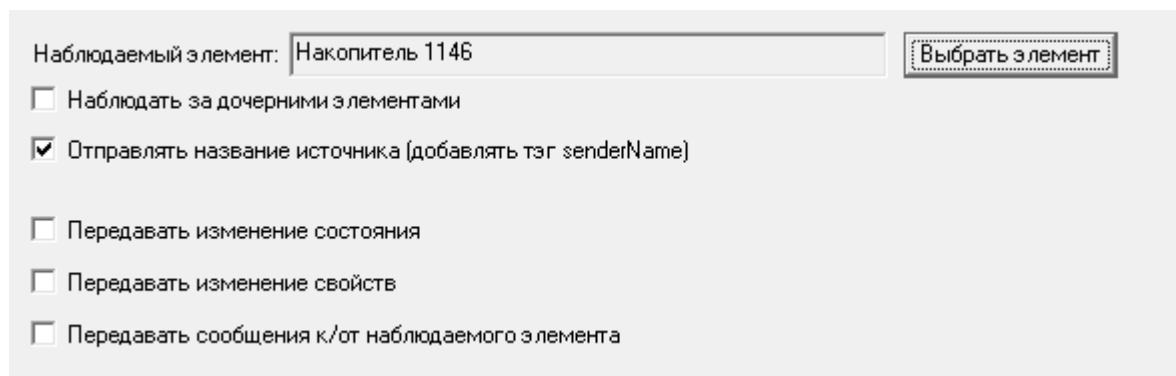 Наблюдаемый элемент: Накопитель 1146 Выбрать элемент
Наблюдать за дочерними элементами
Отправлять название источника (добавлять тэг senderName)
Передавать изменение состояния
Передавать изменение свойств
Передавать сообщения к/от наблюдаемого элемента